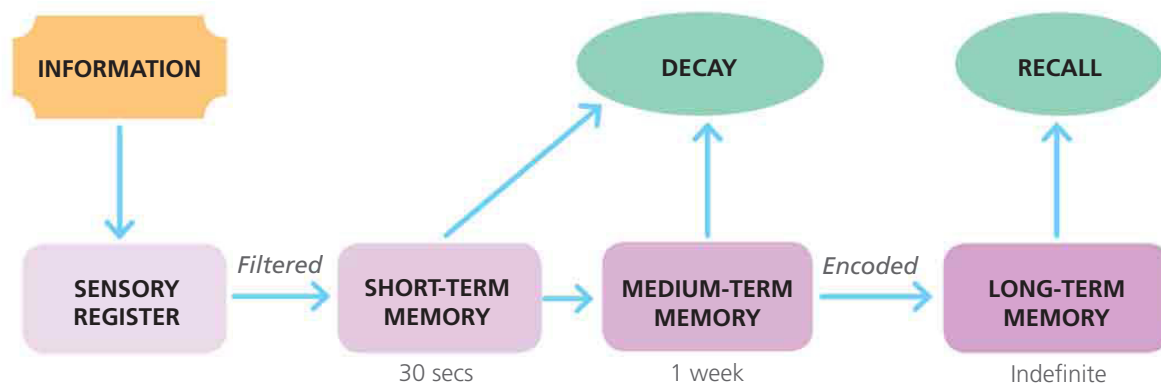 INFORMATION
DECAY
RECALL
SENSORY
REGISTER
Filtered
SHORT-TERM
MEMORY
30 secs
MEDIUM-TERM
MEMORY
1 week
Encoded
LONG-TERM
MEMORY
Indefinite